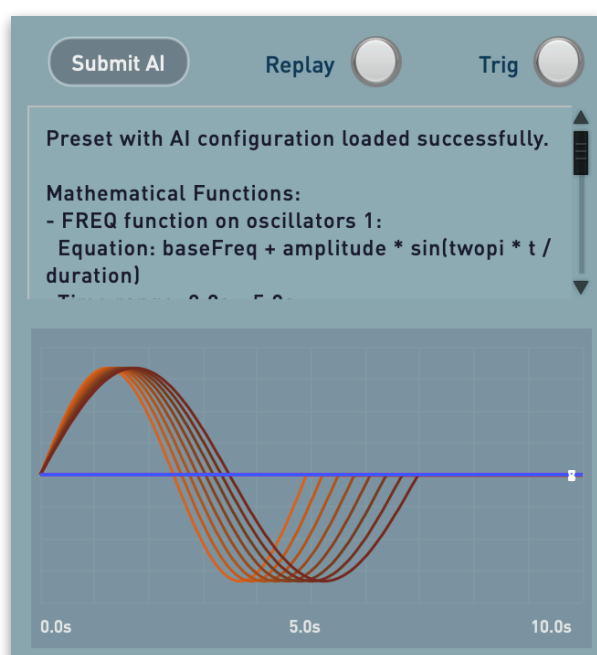 Submit AI
Replay
Trig
Preset with AI configuration loaded successfully.
Mathematical Functions:
- FREQ function on oscillators 1:
Equation: baseFreq + amplitude * sin(twopi * t /
duration)
0.0s 5.0s 10.0s